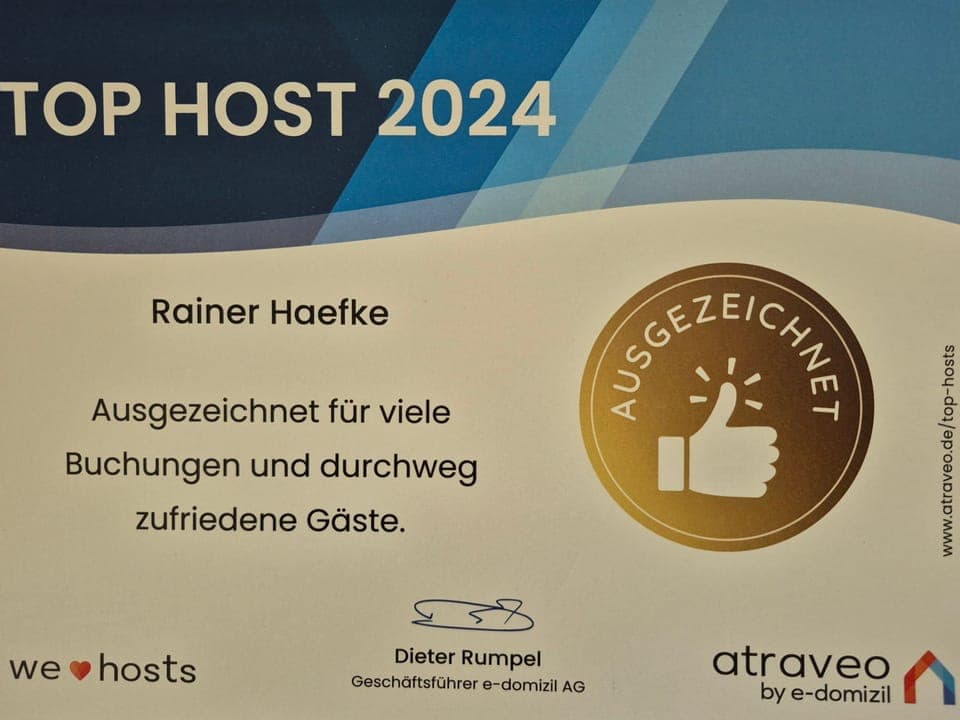 TOP HOST 2024
Rainer Haefke
Ausgezeichnet für viele
Buchungen und durchweg
zufriedene Gäste.
AUSGEZEICHNET
www.atraveo.de/top-hosts
we hosts
Dieter Rumpel
Geschäftsführer e-domizil AG
atraveo
by e-domizil